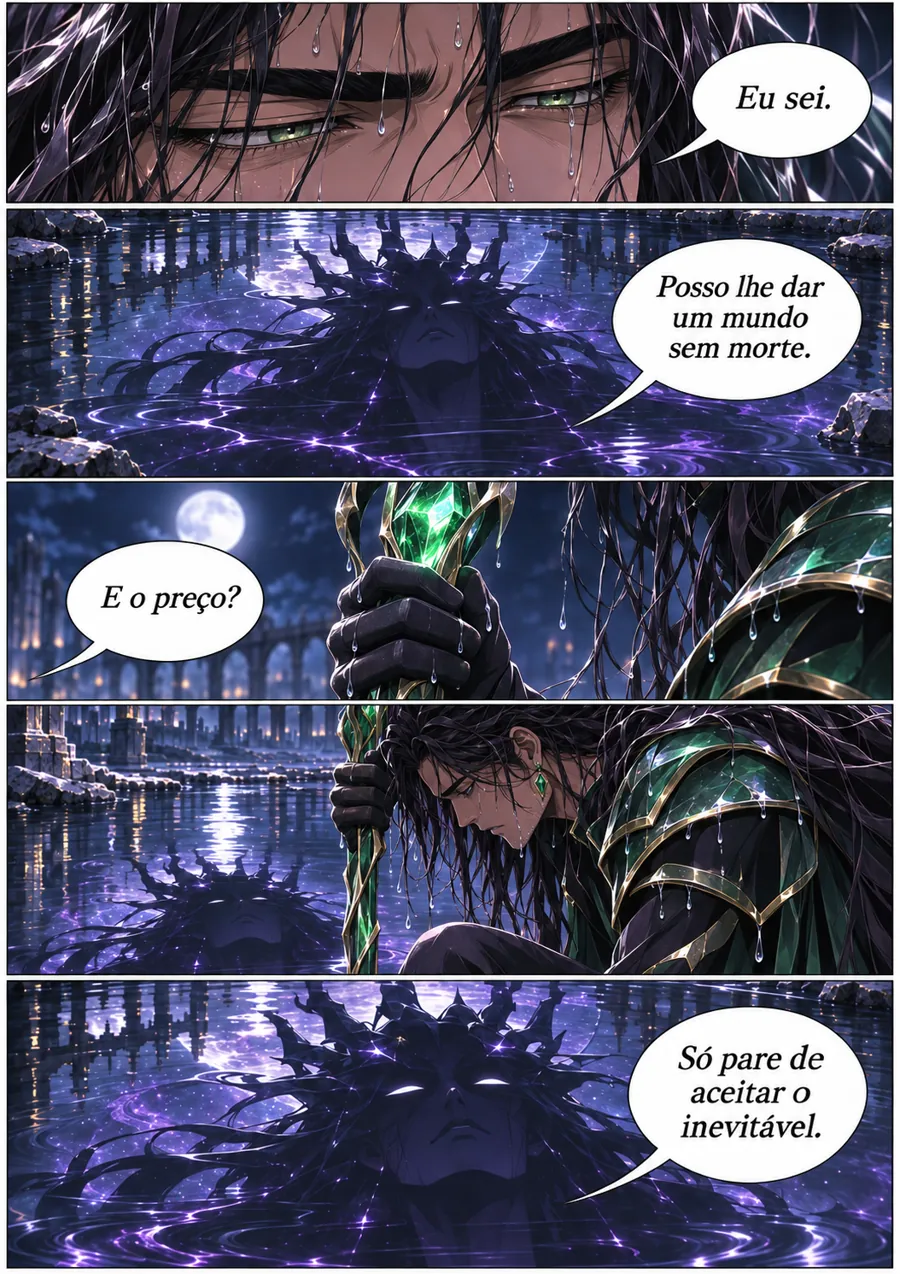 Eu sei.
Posso lhe dar
um mundo
sem morte.
E o preço?
Só pare de
aceitar o
inevitável.